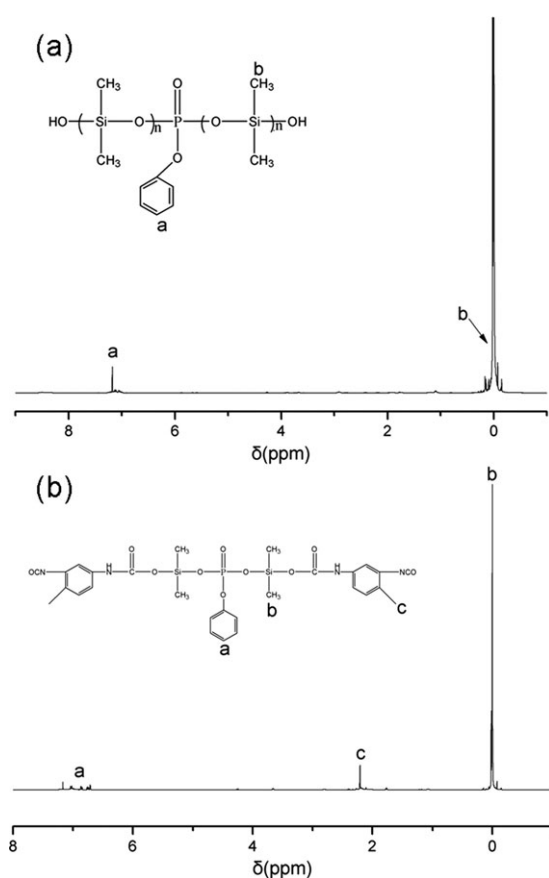 (a)
CH₃ O b CH₃
HO ( Si O )n P ( O Si )n OH
CH₃ O CH₃
a
b
a
8 6 4 2 0
δ(ppm)
(b)
b
OCN H N O C O CH₃ Si O O P O CH₃ Si O O C H N NCO
CH₃ O CH₃
b c
a
a
c
8 6 4 2 0
δ(ppm)